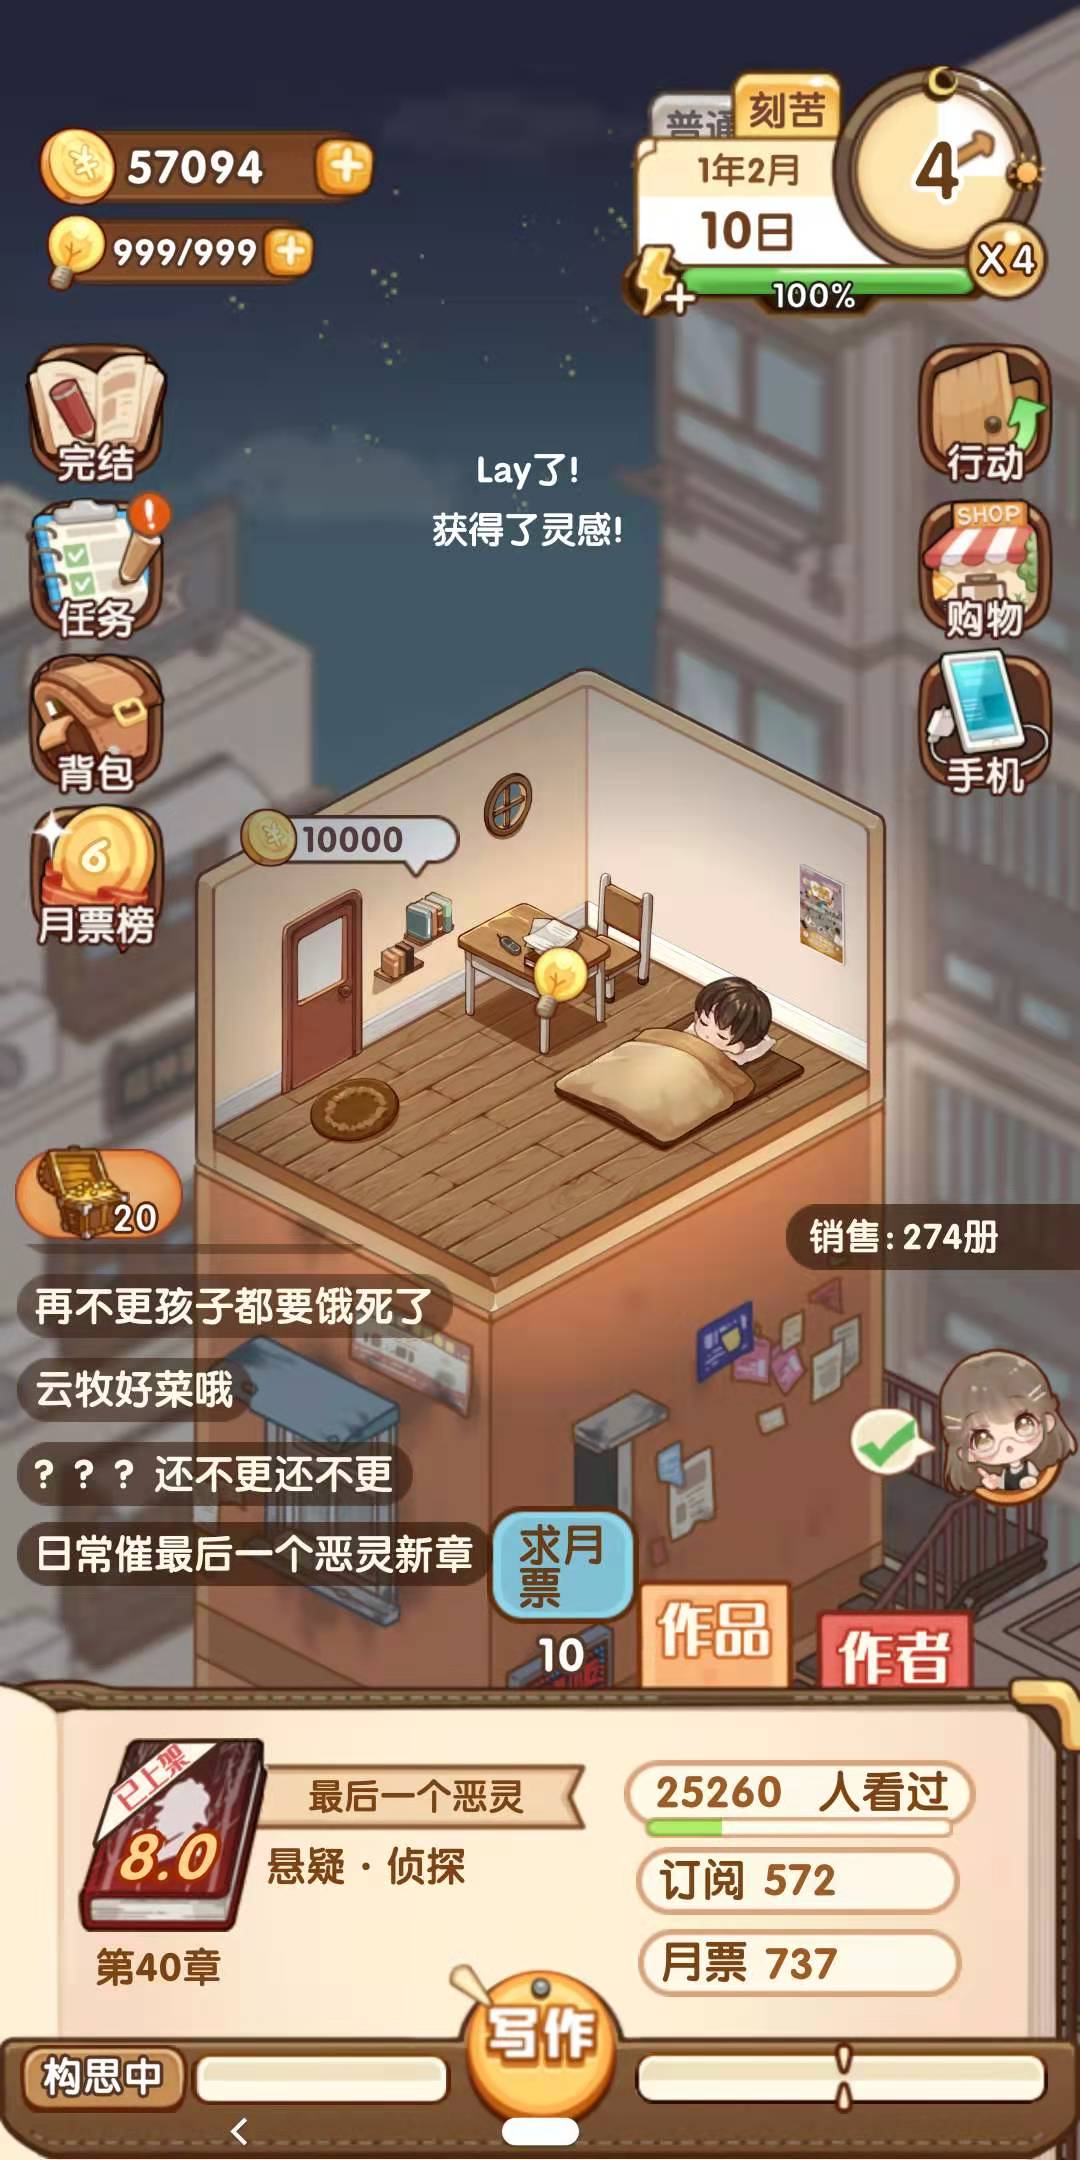 57094
999/999
普通
刻苦
1年2月
10日
4
X4
100%
完结
任务
背包
6
月票榜
行动
SHOP
购物
手机
Lay了!
获得了灵感!
10000
20
销售:274册
再不更孩子都要饿死了
云牧好菜哦
？？？还不更还不更
日常催最后一个恶灵新章
求月
票
10
作品
作者
已上架
8.0
最后一个恶灵
悬疑·侦探
第40章
25260 人看过
订阅 572
月票 737
构思中
写作